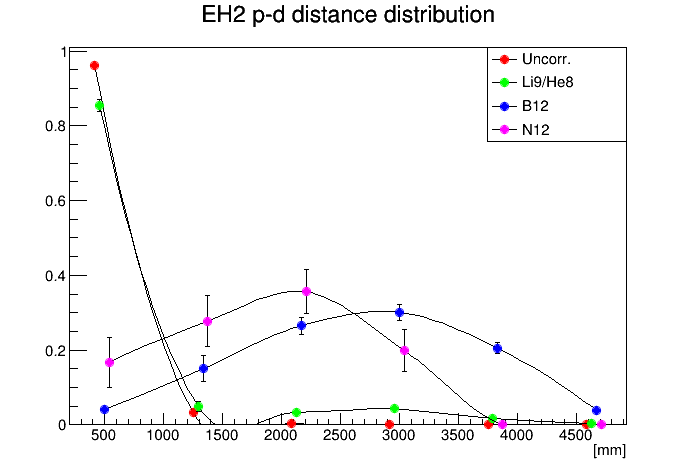 EH2 p-d distance distribution
Uncorr.
Li9/He8
B12
N12
1
0.8
0.6
0.4
0.2
0
500 1000 1500 2000 2500 3000 3500 4000 4500
[mm]